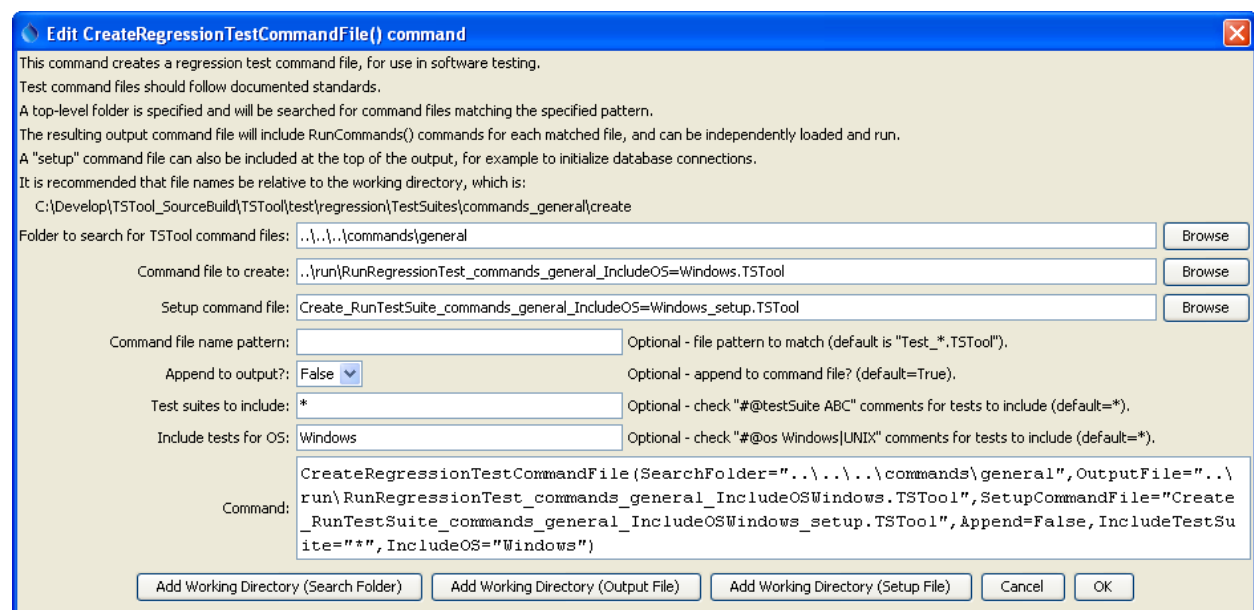 Edit CreateRegressionTestCommandFile() command
This command creates a regression test command file, for use in software testing.
Test command files should follow documented standards.
A top-level folder is specified and will be searched for command files matching the specified pattern.
The resulting output command file will include RunCommands() commands for each matched file, and can be independently loaded and run.
A "setup" command file can also be included at the top of the output, for example to initialize database connections.
It is recommended that file names be relative to the working directory, which is:
C:\Develop\TSTool_SourceBuild\TSTool\test\regression\TestSuites\commands_general\create
Folder to search for TSTool command files: ..\..\..\commands\general Browse
Command file to create: ..\run\RunRegressionTest_commands_general_IncludeOS=Windows.TSTool Browse
Setup command file: Create_RunTestSuite_commands_general_IncludeOS=Windows_setup.TSTool Browse
Command file name pattern: Optional - file pattern to match (default is "Test_*.TSTool").
Append to output?: False Optional - append to command file? (default=True).
Test suites to include: * Optional - check "#@testSuite ABC" comments for tests to include (default=*).
Include tests for OS: Windows Optional - check "#@os Windows|UNIX" comments for tests to include (default=*).
CreateRegressionTestCommandFile(SearchFolder="..\..\..\commands\general",OutputFile="..\
run\RunRegressionTest_commands_general_IncludeOSWindows.TSTool",SetupCommandFile="Create
Command: _RunTestSuite_commands_general_IncludeOSWindows_setup.TSTool",Append=False,IncludeTestSu
ite="*",IncludeOS="Windows")
Add Working Directory (Search Folder) Add Working Directory (Output File) Add Working Directory (Setup File) Cancel OK